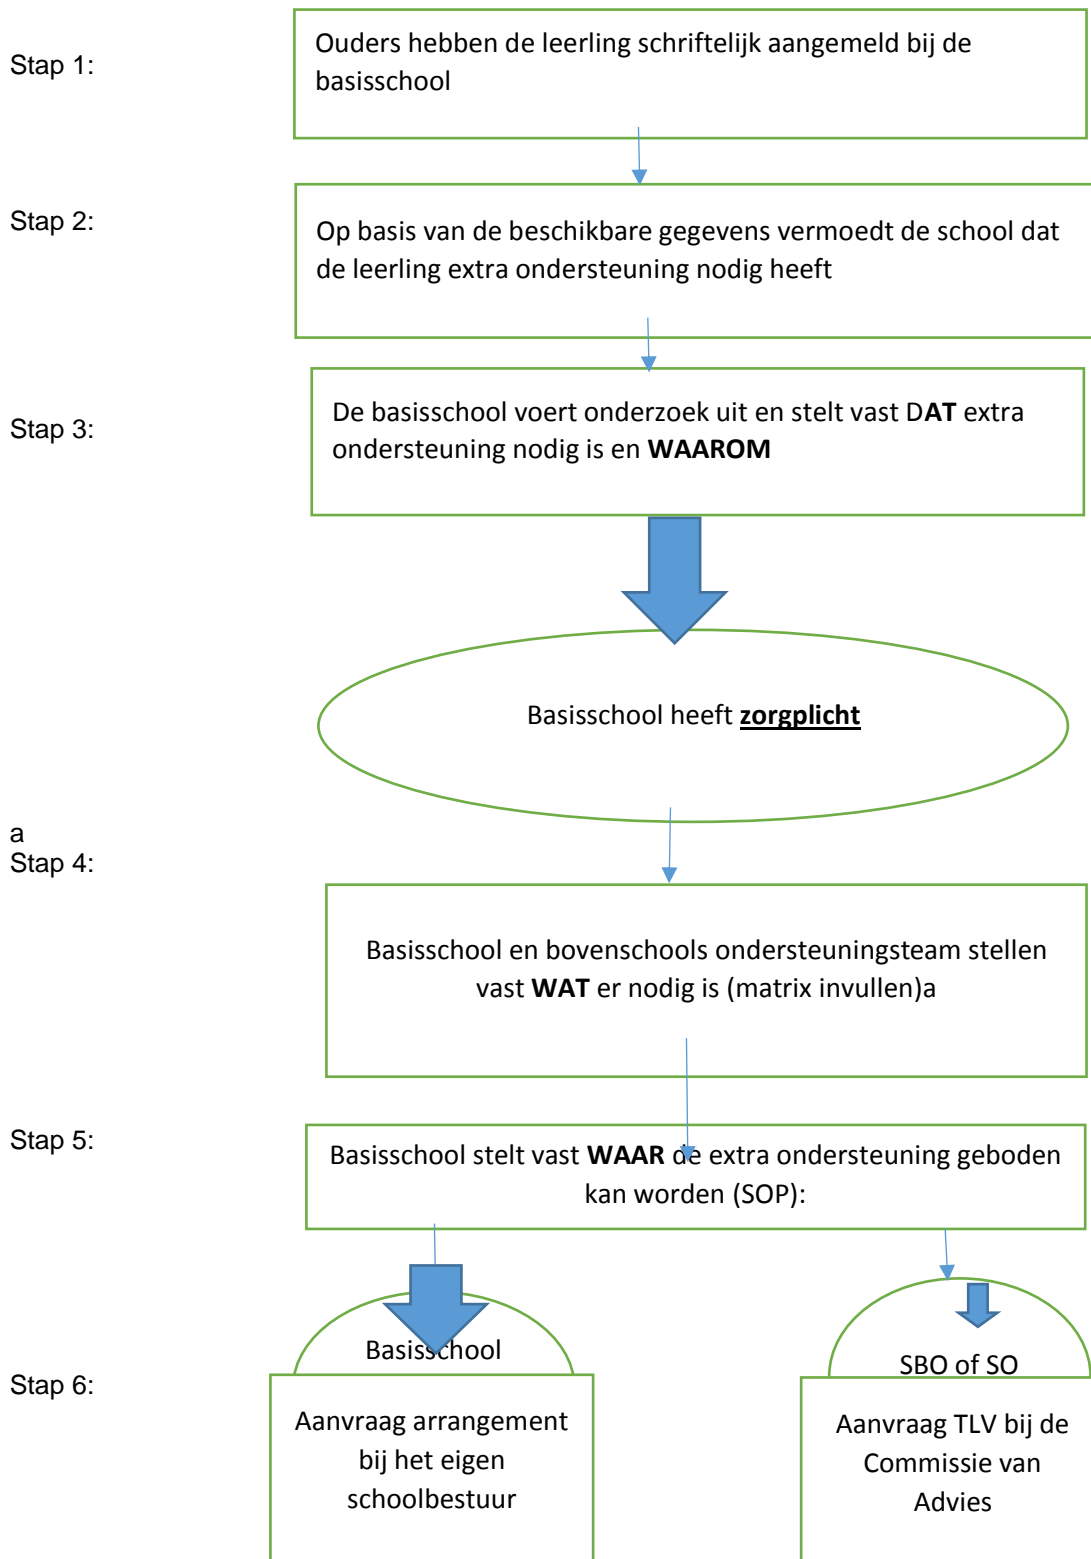 Stap 1:
Ouders hebben de leerling schriftelijk aangemeld bij de
basisschool
Stap 2:
Op basis van de beschikbare gegevens vermoedt de school dat
de leerling extra ondersteuning nodig heeft
Stap 3:
De basisschool voert onderzoek uit en stelt vast DAT extra
ondersteuning nodig is en WAAROM
Basisschool heeft zorgplicht
a
Stap 4:
Basisschool en bovenschools ondersteuningsteam stellen
vast WAT er nodig is (matrix invullen)a
Stap 5:
Basisschool stelt vast WAAR de extra ondersteuning geboden
kan worden (SOP):
Basisschool
SBO of SO
Stap 6:
Aanvraag arrangement
bij het eigen
schoolbestuur
Aanvraag TLV bij de
Commissie van
Advies